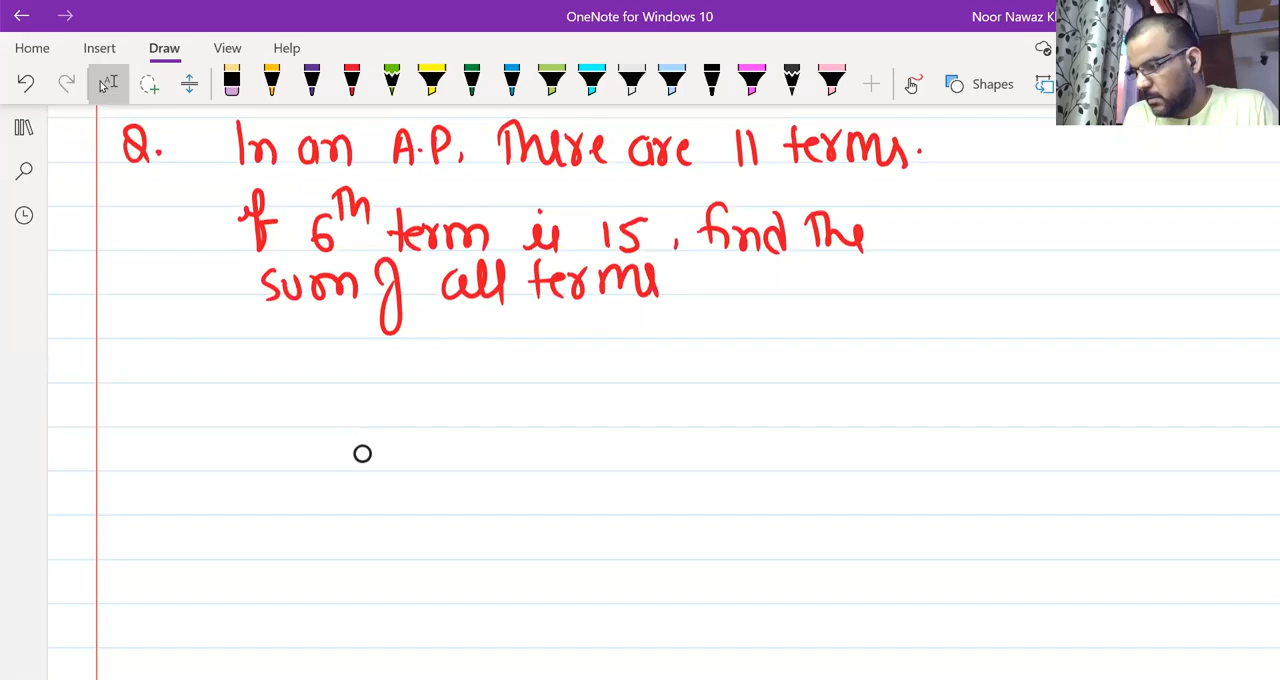 OneNote for Windows 10
Noor Nawaz Kh
Home Insert Draw View Help
Shapes
Q. In an A.P. There are 11 terms.
if 6th term is 15, find the
sum of all terms